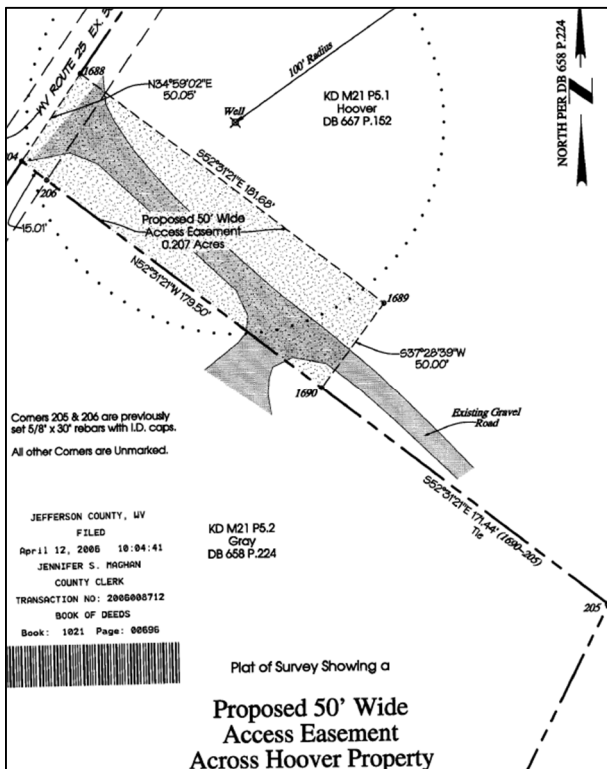 WV ROUTE 25 EX.
1688
N34°59'02"E
50.05'
100' Radius
Well
KD M21 P5.1
Hoover
DB 667 P.152
NORTH PER DB 658 P.224
04
206
15.01'
S52°31'21"E 181.68'
Proposed 50' Wide
Access Easement
0.207 Acres
N52°31'21"W 179.50'
1689
S37°28'39"W
50.00'
1690
Existing Gravel
Road
Corners 205 & 206 are previously
set 5/8" x 30" rebars with I.D. caps.
All other Corners are Unmarked.
S52°31'21"E 171.44' (1690-205)
Tie
205
JEFFERSON COUNTY, WV
FILED
April 12, 2006 10:04:41
JENNIFER S. MAGHAN
COUNTY CLERK
TRANSACTION NO: 2006008712
BOOK OF DEEDS
Book: 1021 Page: 00696
KD M21 P5.2
Gray
DB 658 P.224
Plat of Survey Showing a
Proposed 50' Wide
Access Easement
Across Hoover Property